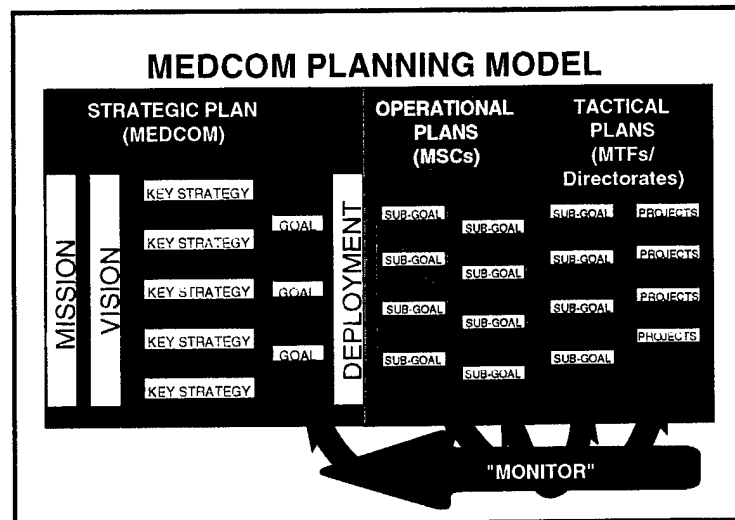 MEDCOM PLANNING MODEL
STRATEGIC PLAN
(MEDCOM)
MISSION
VISION
KEY STRATEGY
KEY STRATEGY
KEY STRATEGY
KEY STRATEGY
KEY STRATEGY
GOAL
GOAL
GOAL
DEPLOYMENT
OPERATIONAL
PLANS
(MSCs)
SUB-GOAL
SUB-GOAL
SUB-GOAL
SUB-GOAL
SUB-GOAL
SUB-GOAL
SUB-GOAL
SUB-GOAL
TACTICAL
PLANS
(MTFs/
Directorates)
SUB-GOAL
SUB-GOAL
SUB-GOAL
SUB-GOAL
PROJECTS
PROJECTS
PROJECTS
PROJECTS
"MONITOR"